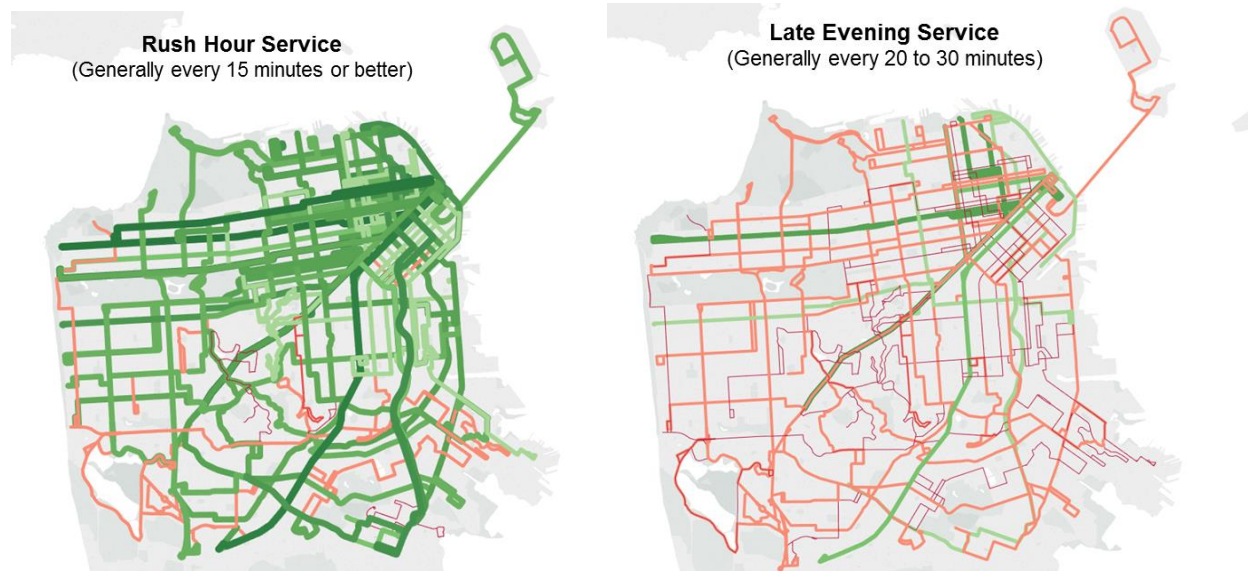 Rush Hour Service
(Generally every 15 minutes or better)
Late Evening Service
(Generally every 20 to 30 minutes)